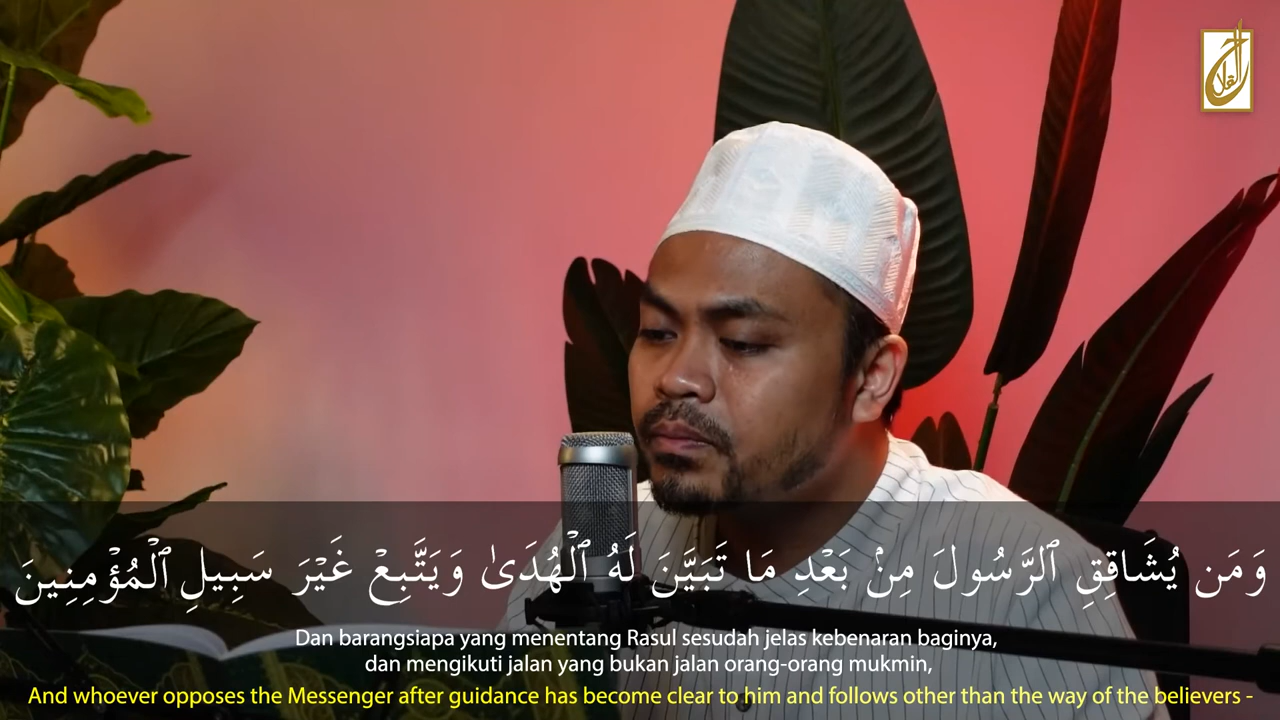 وَمَن يُشَاقِقِ ٱلرَّسُولَ مِنۢ بَعْدِ مَا تَبَيَّنَ لَهُ ٱلْهُدَىٰ وَيَتَّبِعْ غَيْرَ سَبِيلِ ٱلْمُؤْمِنِينَ
Dan barangsiapa yang menentang Rasul sesudah jelas kebenaran baginya,
dan mengikuti jalan yang bukan jalan orang-orang mukmin,
And whoever opposes the Messenger after guidance has become clear to him and follows other than the way of the believers -